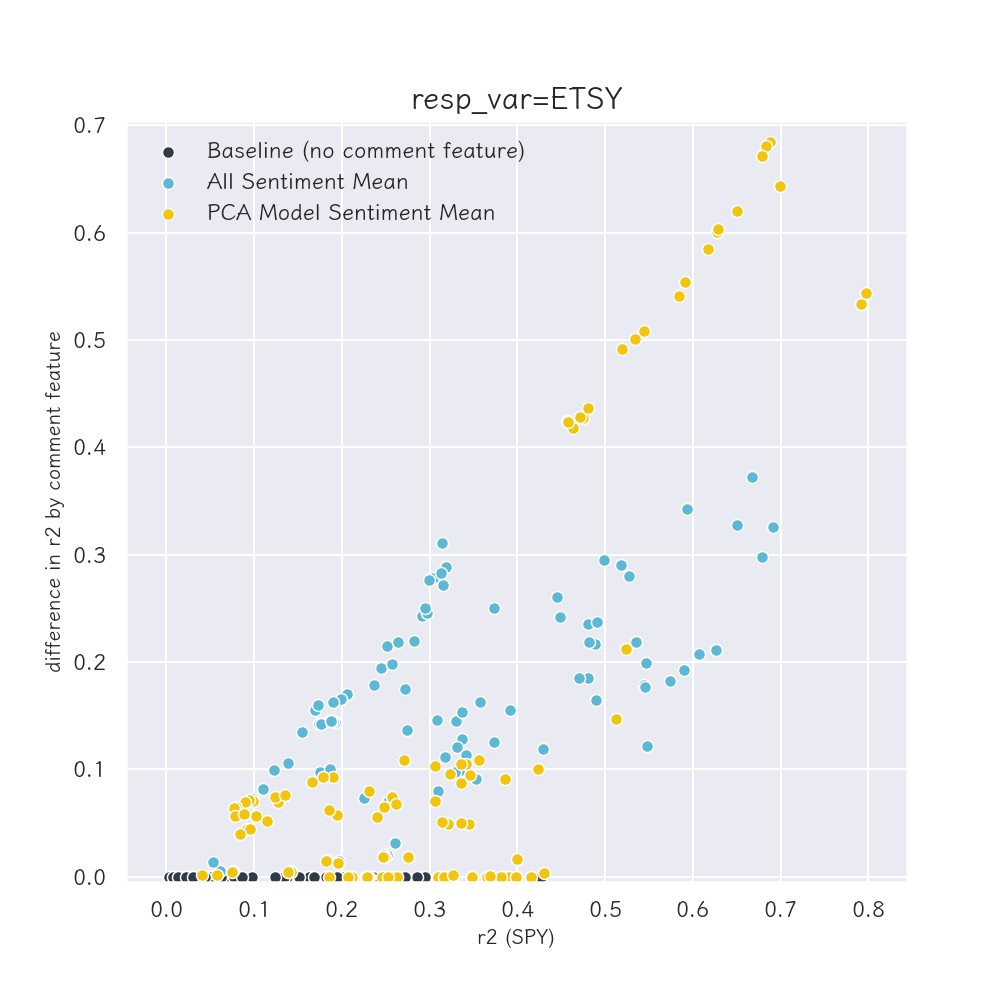 resp_var=ETSY
Baseline (no comment feature)
All Sentiment Mean
PCA Model Sentiment Mean
difference in r2 by comment feature
0.7
0.6
0.5
0.4
0.3
0.2
0.1
0.0
0.0 0.1 0.2 0.3 0.4 0.5 0.6 0.7 0.8
r2 (SPY)